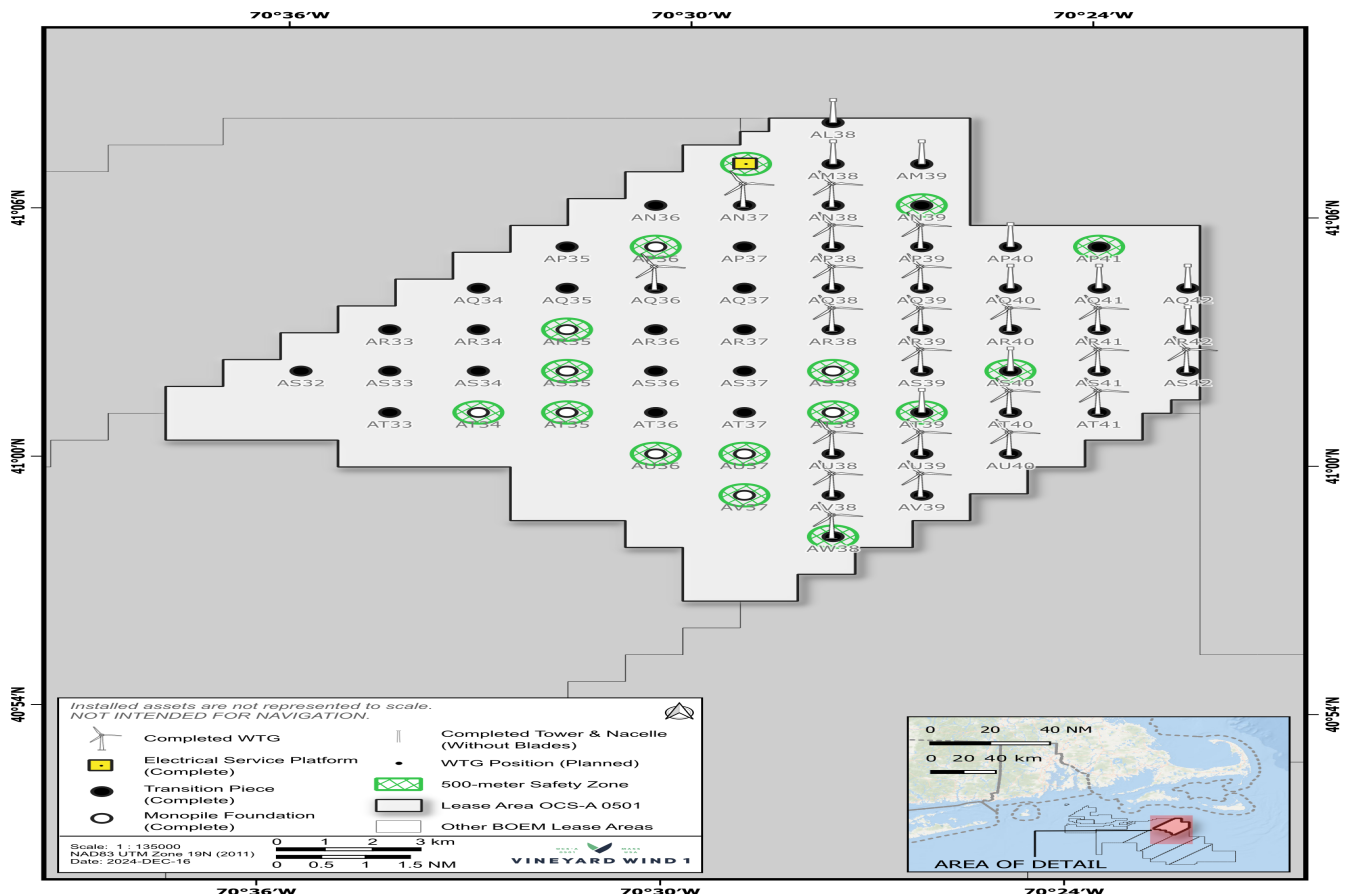 70°36′W 70°30′W 70°24′W
AL38
AM38 AM39
41°06′N
AN36 AN37 AN38 AN39
41°06′N
AP35 AP36 AP37 AP38 AP39 AP40 AP41
AQ34 AQ35 AQ36 AQ37 AQ38 AQ39 AQ40 AQ41 AQ42
AR33 AR34 AR35 AR36 AR37 AR38 AR39 AR40 AR41 AR42
AS32 AS33 AS34 AS35 AS36 AS37 AS38 AS39 AS40 AS41 AS42
AT33 AT34 AT35 AT36 AT37 AT38 AT39 AT40 AT41
41°00′N
AU36 AU37 AU38 AU39 AU40
41°00′N
AV37 AV38 AV39
AW38
40°54′N
40°54′N
Installed assets are not represented to scale.
NOT INTENDED FOR NAVIGATION.
Completed WTG
Electrical Service Platform
(Complete)
Transition Piece
(Complete)
Monopile Foundation
(Complete)
Completed Tower & Nacelle
(Without Blades)
WTG Position (Planned)
500-meter Safety Zone
Lease Area OCS-A 0501
Other BOEM Lease Areas
Scale: 1 : 135000
NAD83 UTM Zone 19N (2011)
Date: 2024-DEC-16
0 1 2 3 km
0.5 1 1.5 NM
VINEYARD WIND 1
0 20 40 NM
0 20 40 km
AREA OF DETAIL
70°36′W 70°30′W 70°24′W